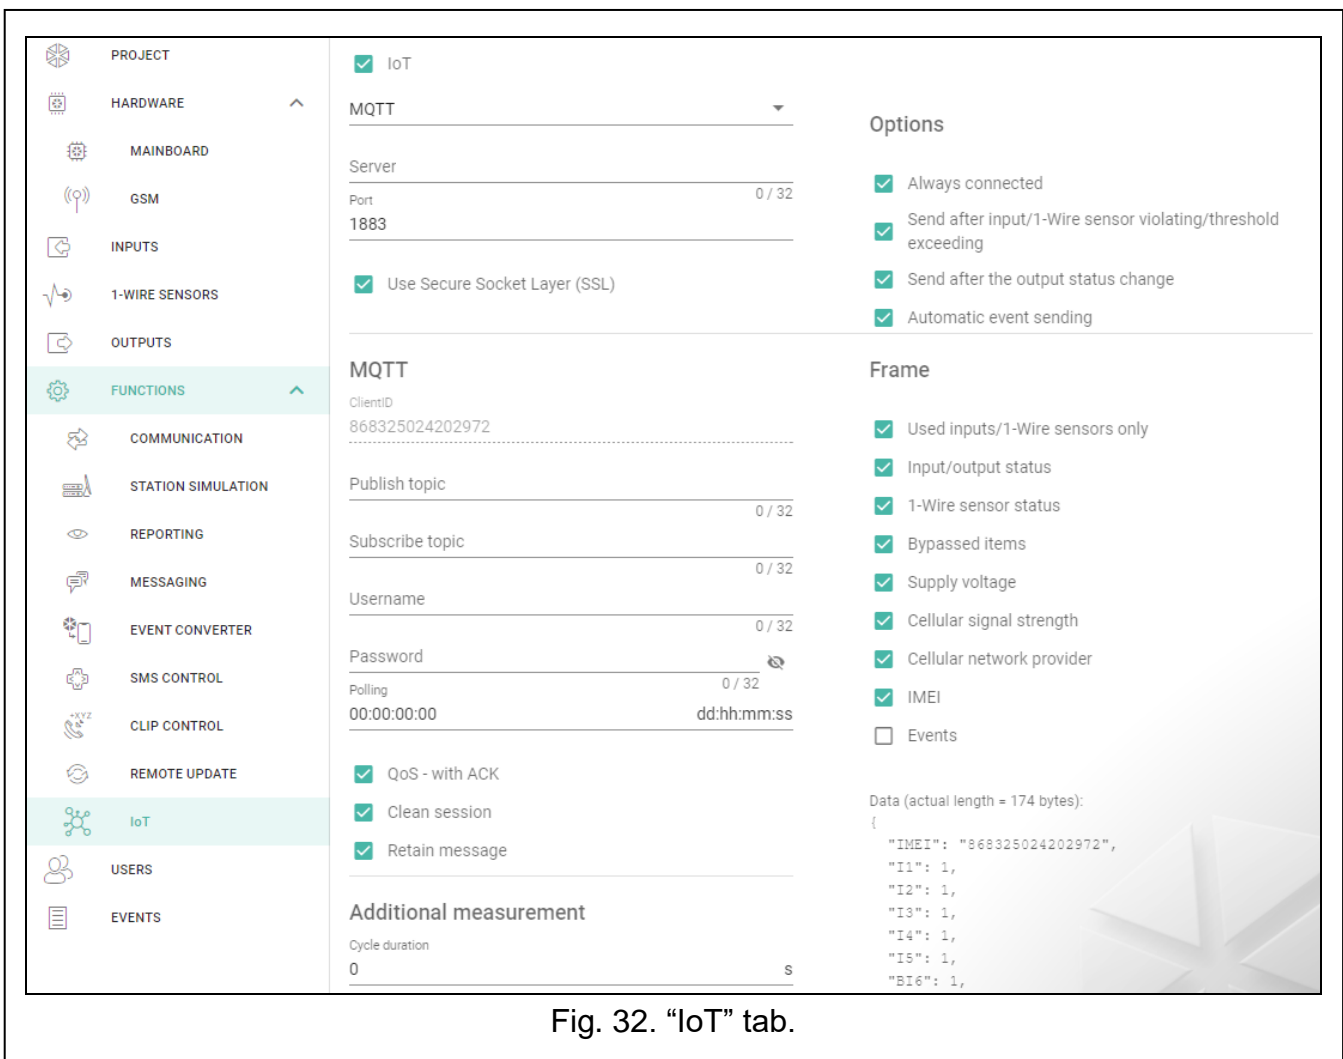 PROJECT
HARDWARE
MAINBOARD
GSM
INPUTS
1-WIRE SENSORS
OUTPUTS
FUNCTIONS
COMMUNICATION
STATION SIMULATION
REPORTING
MESSAGING
EVENT CONVERTER
SMS CONTROL
+XYZ
CLIP CONTROL
REMOTE UPDATE
IoT
USERS
EVENTS
IoT
MQTT
Server
0 / 32
Port
1883
Use Secure Socket Layer (SSL)
Options
Always connected
Send after input/1-Wire sensor violating/threshold
exceeding
Send after the output status change
Automatic event sending
MQTT
ClientID
868325024202972
Publish topic
0 / 32
Subscribe topic
0 / 32
Username
0 / 32
Password
0 / 32
Polling
00:00:00:00 dd:hh:mm:ss
QoS - with ACK
Clean session
Retain message
Additional measurement
Cycle duration
0 s
Frame
Used inputs/1-Wire sensors only
Input/output status
1-Wire sensor status
Bypassed items
Supply voltage
Cellular signal strength
Cellular network provider
IMEI
Events
Data (actual length = 174 bytes):
{
"IMEI": "868325024202972",
"I1": 1,
"I2": 1,
"I3": 1,
"I4": 1,
"I5": 1,
"BI6": 1,
Fig. 32. “IoT” tab.